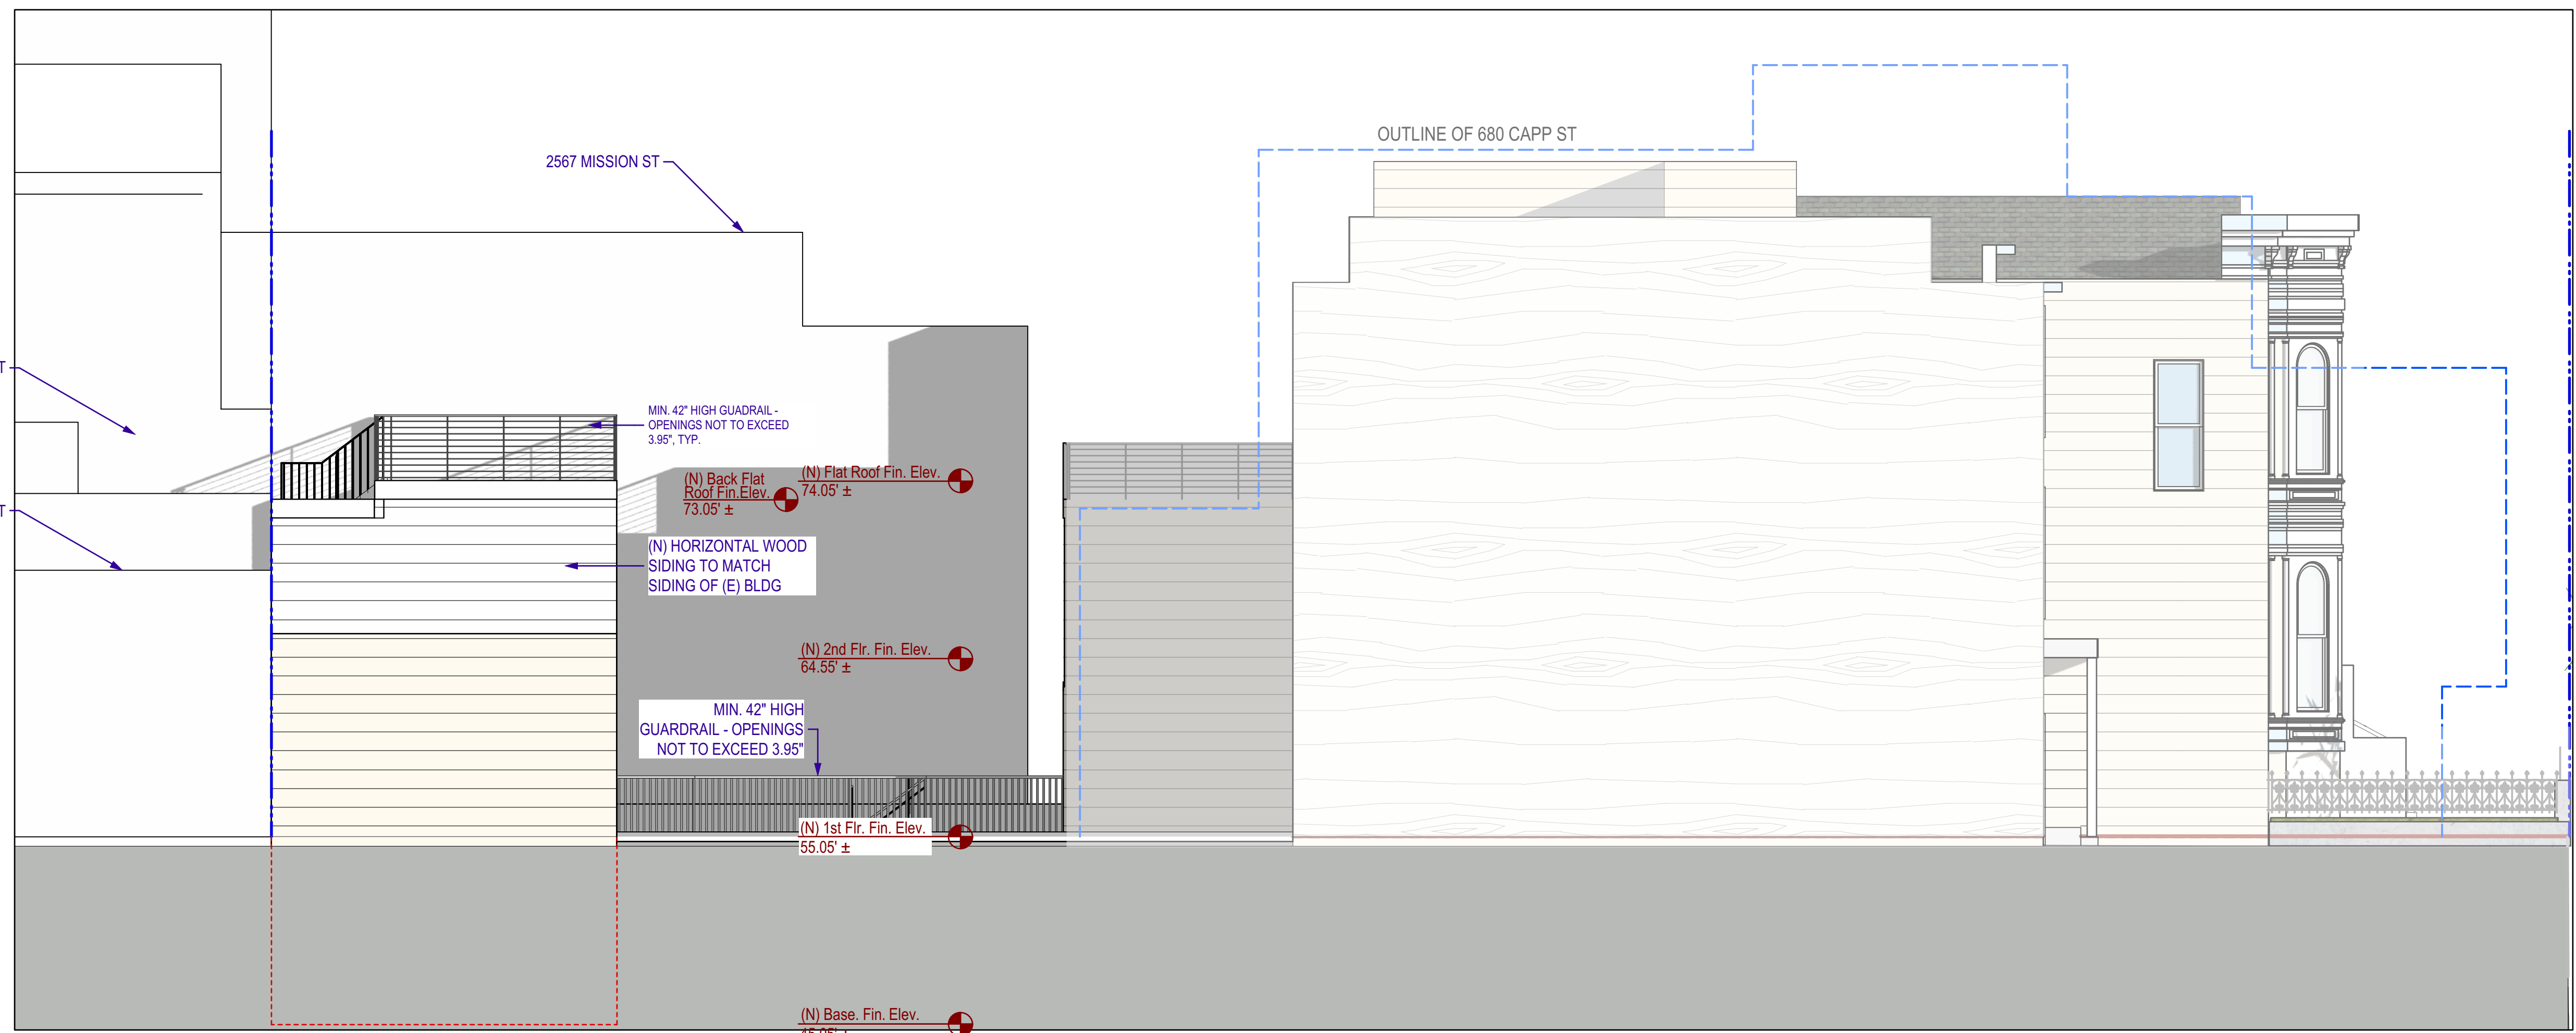 OUTLINE OF 680 CAPP ST
2567 MISSION ST
T
MIN. 42" HIGH GUADRAIL -
OPENINGS NOT TO EXCEED
3.95", TYP.
(N) Back Flat
Roof Fin.Elev.
73.05' ±
(N) Flat Roof Fin. Elev.
74.05' ±
T
(N) HORIZONTAL WOOD
SIDING TO MATCH
SIDING OF (E) BLDG
(N) 2nd Flr. Fin. Elev.
64.55' ±
MIN. 42" HIGH
GUARDRAIL - OPENINGS
NOT TO EXCEED 3.95"
(N) 1st Flr. Fin. Elev.
55.05' ±
(N) Base. Fin. Elev.